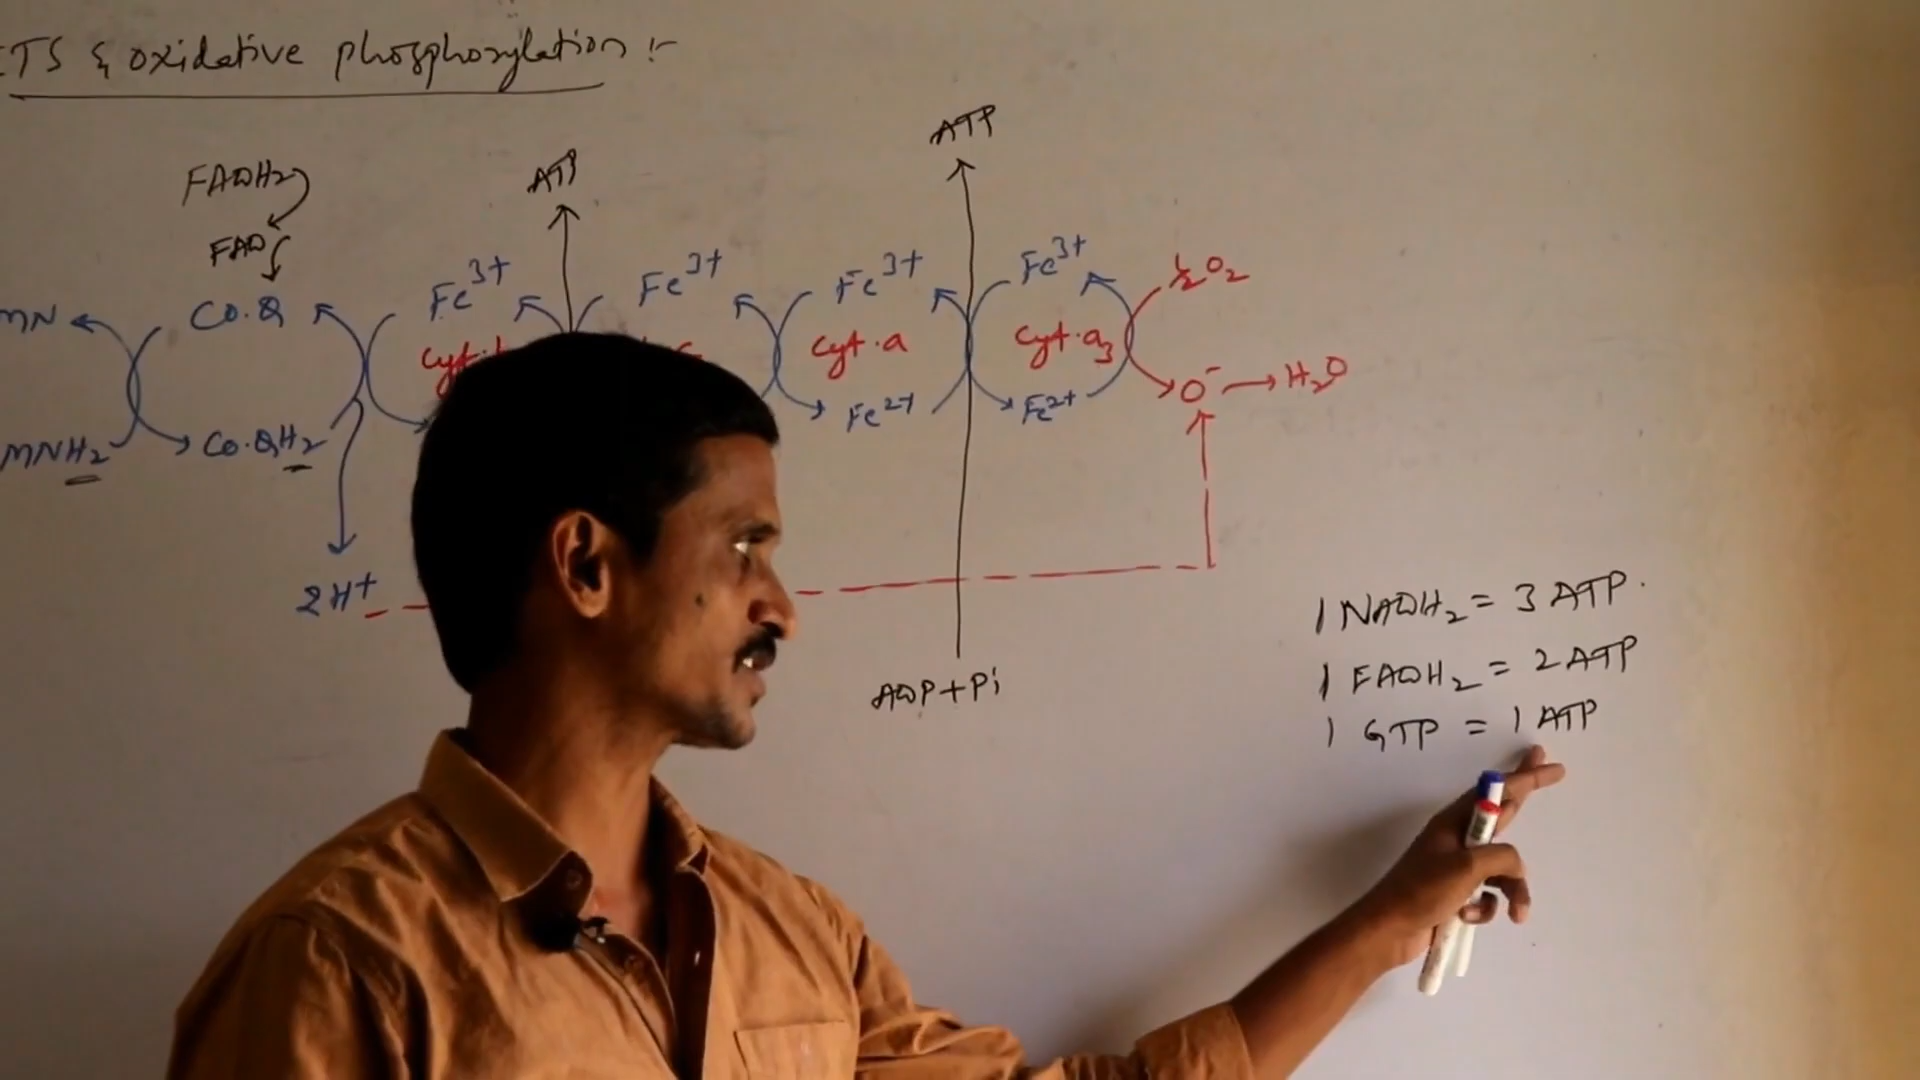 ETS & oxidative phosphorylation :-
ATP
ATP
FADH2
FAD
Fe3+ Fe3+ Fe3+ Fe3+ ½O2
MN Co.Q
Cyt.a Cyt.a3
O- → H2O
Fe2+ Fe2+
MNH2 Co.QH2
2H+
ADP+Pi
1 NADH2 = 3 ATP.
1 FADH2 = 2 ATP
1 GTP = 1 ATP